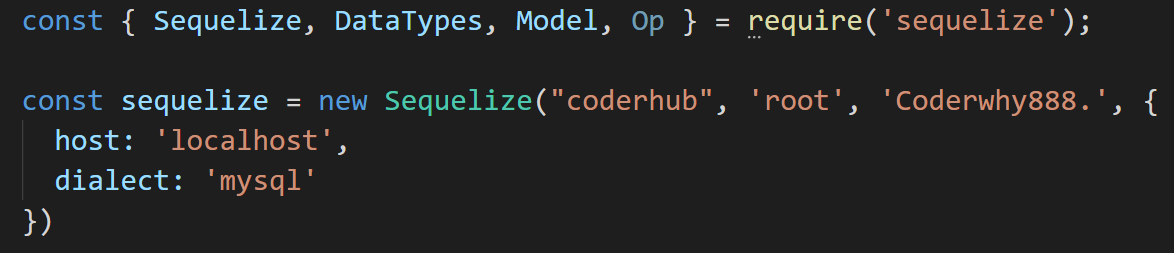 const { Sequelize, DataTypes, Model, Op } = require('sequelize');
const sequelize = new Sequelize("coderhub", 'root', 'Coderwhy888.', {
  host: 'localhost',
  dialect: 'mysql'
})